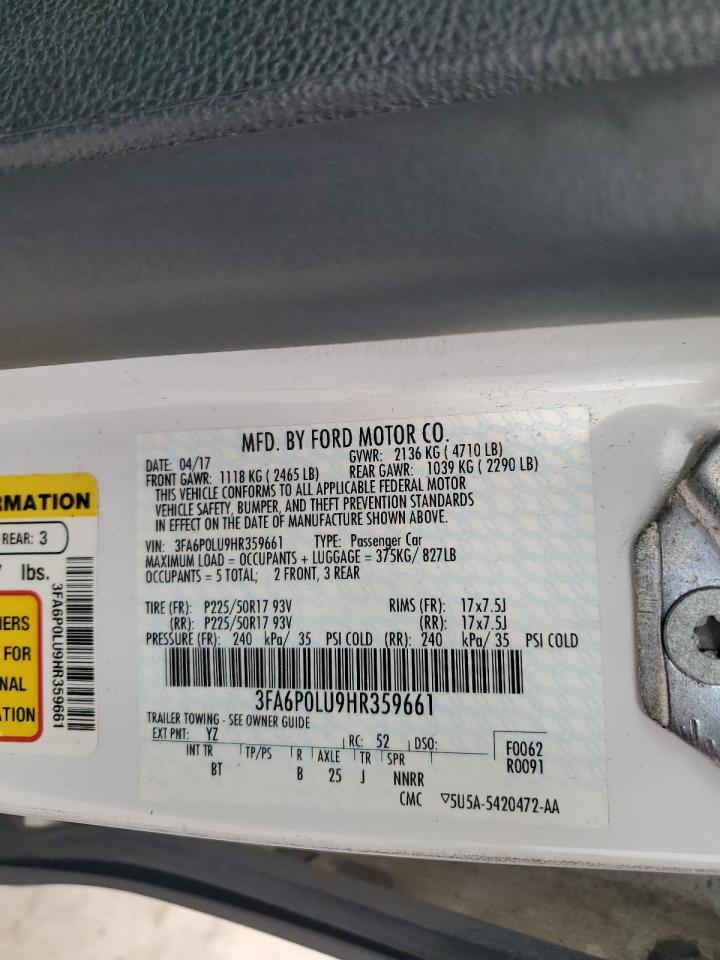 MFD. BY FORD MOTOR CO.
DATE: 04/17 GVWR: 2136 KG ( 4710 LB)
FRONT GAWR: 1118 KG ( 2465 LB) REAR GAWR: 1039 KG ( 2290 LB)
THIS VEHICLE CONFORMS TO ALL APPLICABLE FEDERAL MOTOR
VEHICLE SAFETY, BUMPER, AND THEFT PREVENTION STANDARDS
IN EFFECT ON THE DATE OF MANUFACTURE SHOWN ABOVE.
VIN: 3FA6P0LU9HR359661 TYPE: Passenger Car
MAXIMUM LOAD = OCCUPANTS + LUGGAGE = 375KG/ 827LB
OCCUPANTS = 5 TOTAL; 2 FRONT, 3 REAR
TIRE (FR): P225/50R17 93V RIMS (FR): 17x7.5J
(RR): P225/50R17 93V (RR): 17x7.5J
PRESSURE (FR): 240 kPa/ 35 PSI COLD (RR): 240 kPa/ 35 PSI COLD
3FA6P0LU9HR359661
TRAILER TOWING - SEE OWNER GUIDE
EXT PNT: YZ RC: 52 DSO: F0062
R0091
INT TR TP/PS R AXLE TR SPR
BT B 25 J NNRR
CMC ▽5U5A-5420472-AA
RMATION
REAR: 3
lbs.
NERS
FOR
NAL
ATION
3FA6P0LU9HR359661